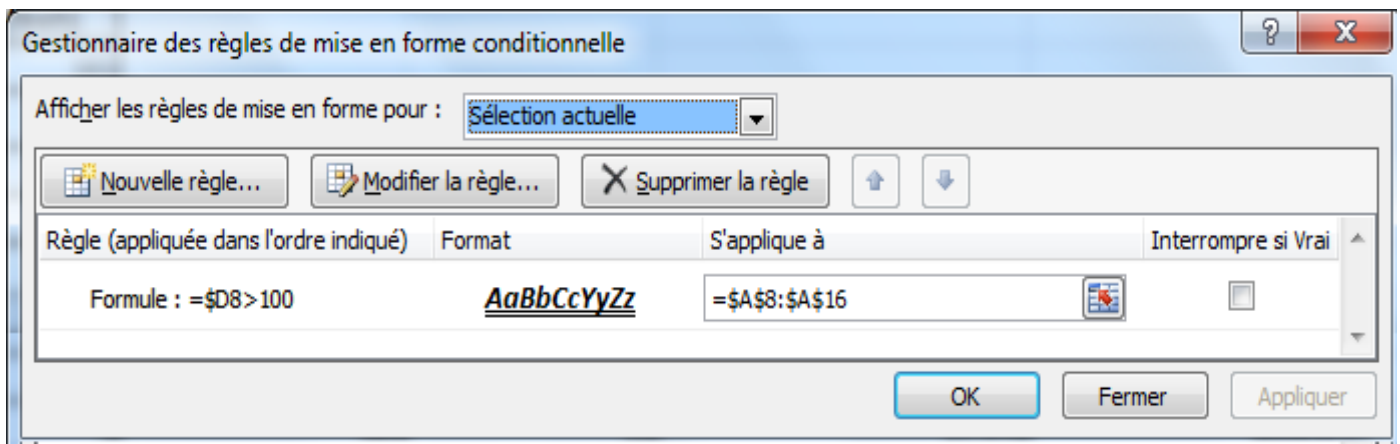 Gestionnaire des règles de mise en forme conditionnelle ? X
Afficher les règles de mise en forme pour : Sélection actuelle
Nouvelle règle... Modifier la règle... Supprimer la règle
Règle (appliquée dans l'ordre indiqué) Format S'applique à Interrompre si Vrai
Formule : =$D8>100 AaBbCcYyZz =$A$8:$A$16
OK Fermer Appliquer